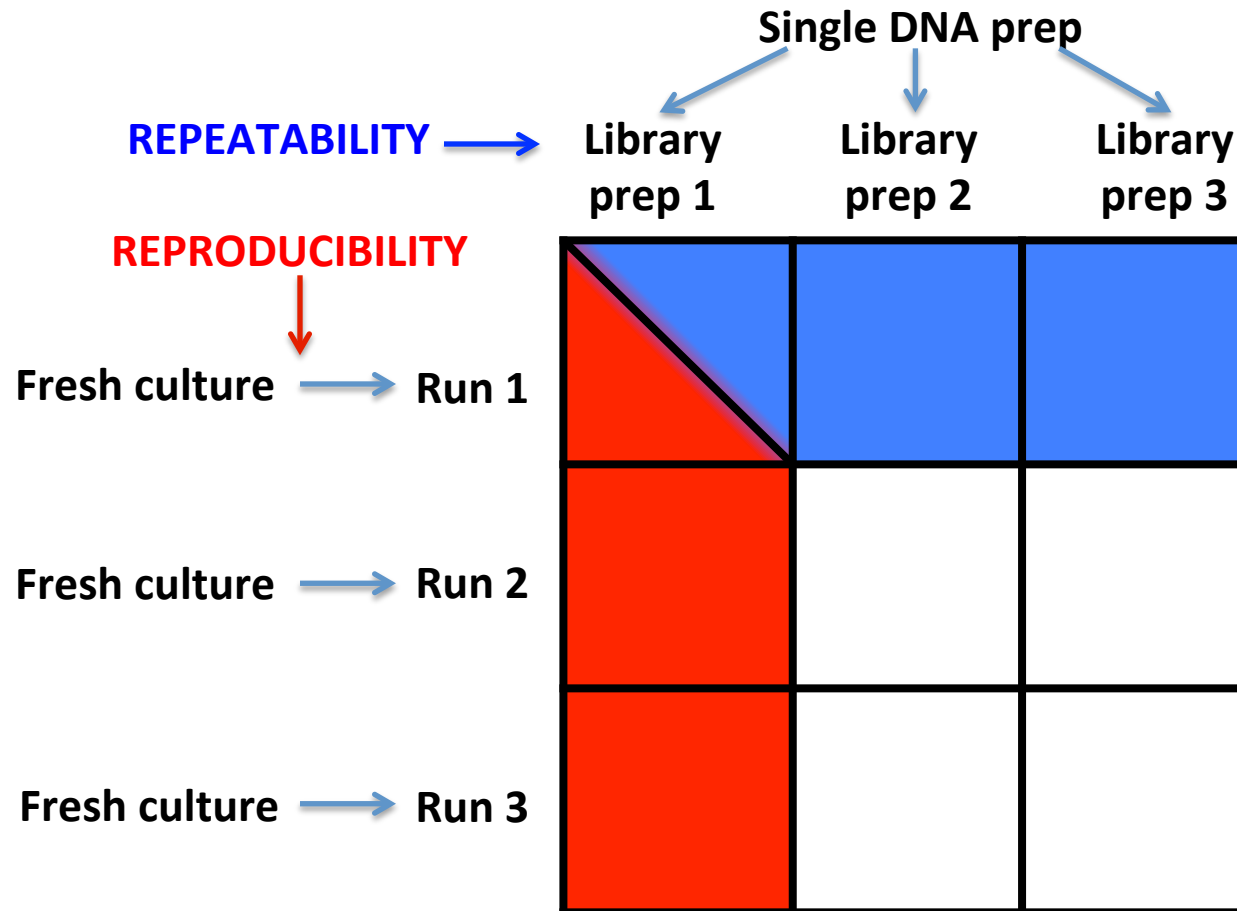 Single DNA prep
REPEATABILITY
Library
prep 1
Library
prep 2
Library
prep 3
REPRODUCIBILITY
Fresh culture
Run 1
Fresh culture
Run 2
Fresh culture
Run 3